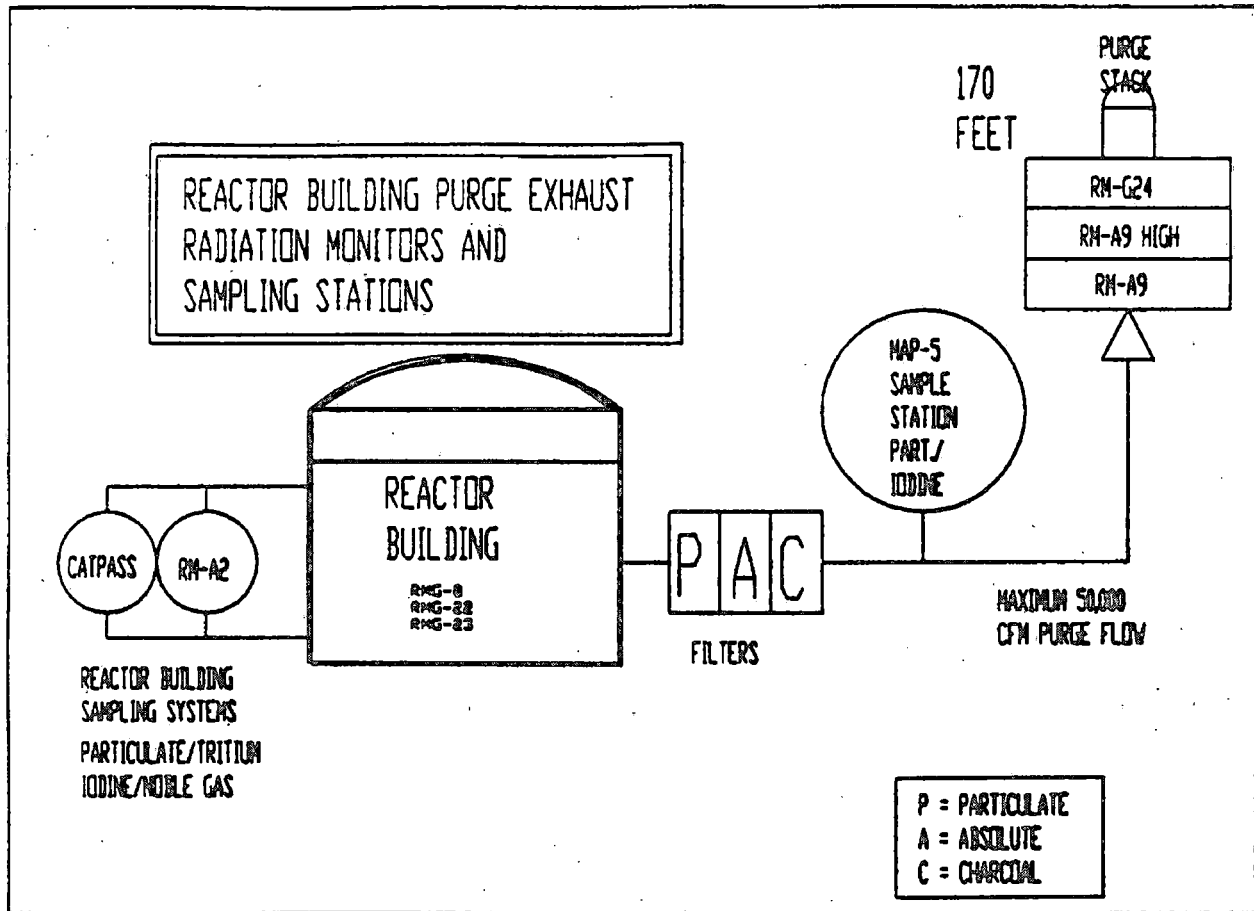 PURGE
STACK
170
FEET
RM-G24
RM-A9 HIGH
RM-A9
REACTOR BUILDING PURGE EXHAUST
RADIATION MONITORS AND
SAMPLING STATIONS
MAP-5
SAMPLE
STATION
PART./
IODINE
REACTOR
BUILDING
RMG-8
RMG-22
RMG-23
CATPASS
RM-A2
P A C
FILTERS
MAXIMUM 50,000
CFM PURGE FLOW
REACTOR BUILDING
SAMPLING SYSTEMS
PARTICULATE/TRITIUM
IODINE/NOBLE GAS
P = PARTICULATE
A = ABSOLUTE
C = CHARCOAL